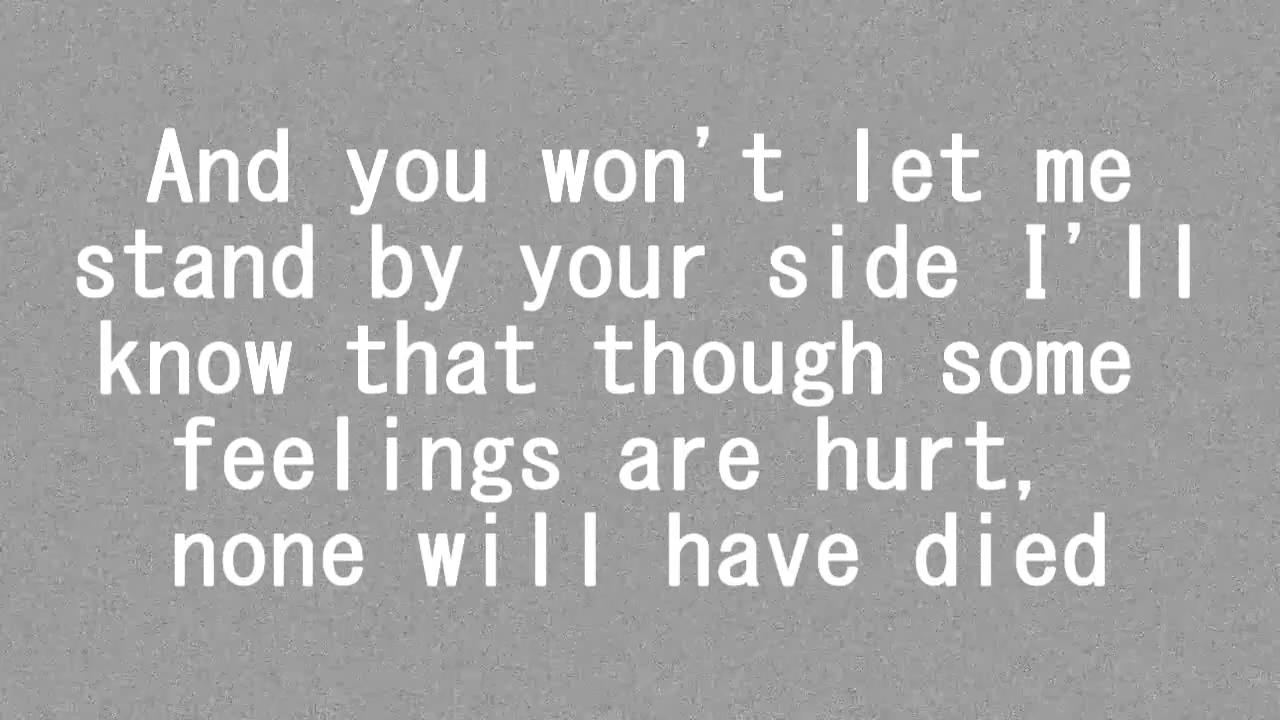 And you won't let me
stand by your side I'll
know that though some
feelings are hurt,
none will have died